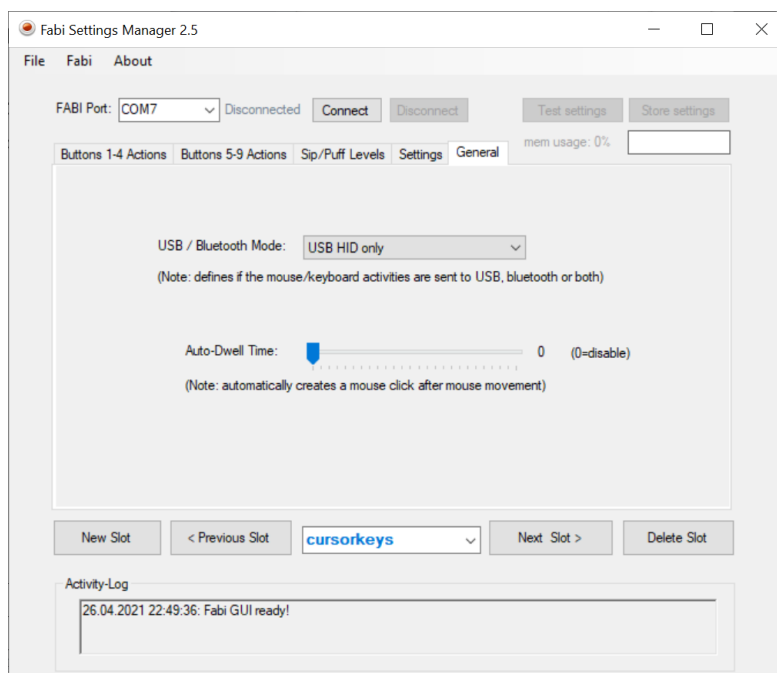 Fabi Settings Manager 2.5
File Fabi About
FABI Port: COM7 Disconnected Connect Disconnect Test settings Store settings
mem usage: 0%
Buttons 1-4 Actions Buttons 5-9 Actions Sip/Puff Levels Settings General
USB / Bluetooth Mode: USB HID only
(Note: defines if the mouse/keyboard activities are sent to USB, bluetooth or both)
Auto-Dwell Time: 0 (0=disable)
(Note: automatically creates a mouse click after mouse movement)
New Slot < Previous Slot cursorkeys Next Slot > Delete Slot
Activity-Log
26.04.2021 22:49:36: Fabi GUI ready!